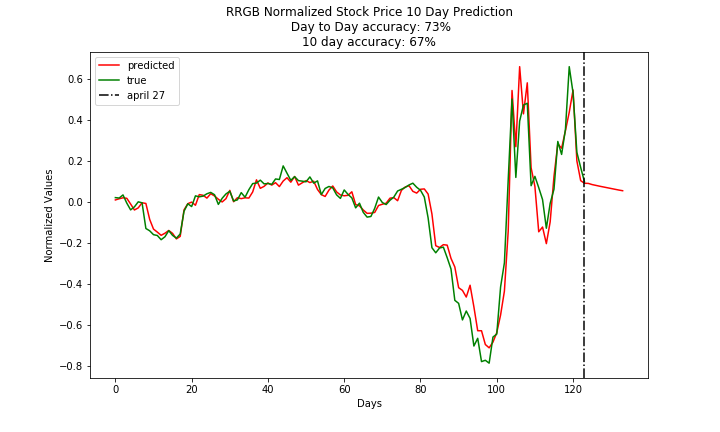 RRGB Normalized Stock Price 10 Day Prediction
Day to Day accuracy: 73%
10 day accuracy: 67%
predicted
true
april 27
0.6
0.4
0.2
0.0
−0.2
−0.4
−0.6
−0.8
Normalized Values
0 20 40 60 80 100 120
Days